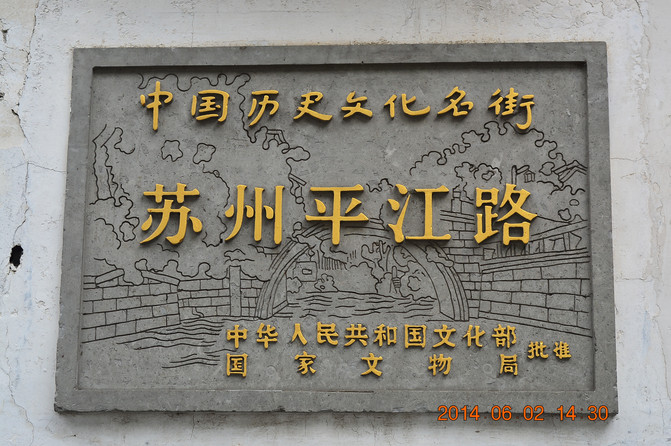 中国历史文化名街
苏州平江路
中华人民共和国文化部
国家文物局 批准
2014 06 02 14 30